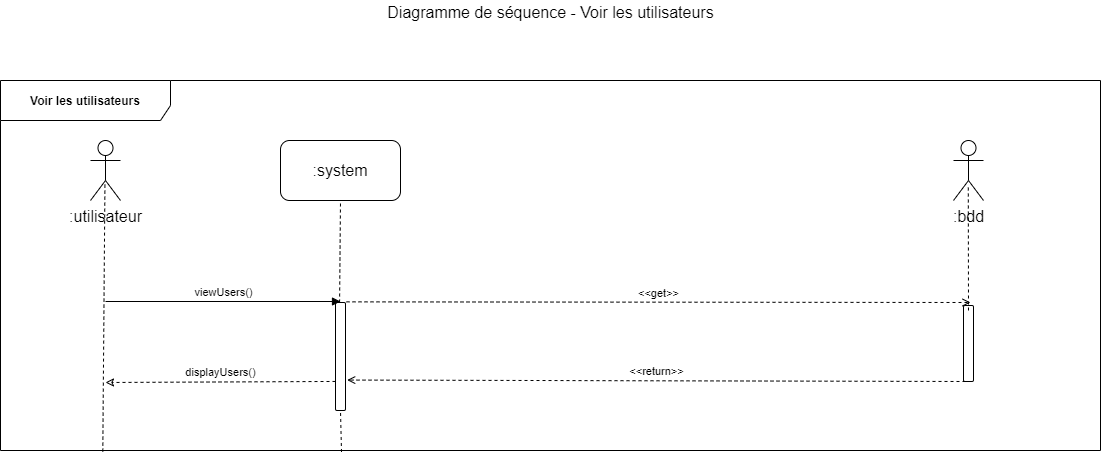 Diagramme de séquence - Voir les utilisateurs
Voir les utilisateurs
:system
:utilisateur
:bdd
viewUsers()
<<get>>
displayUsers()
<<return>>